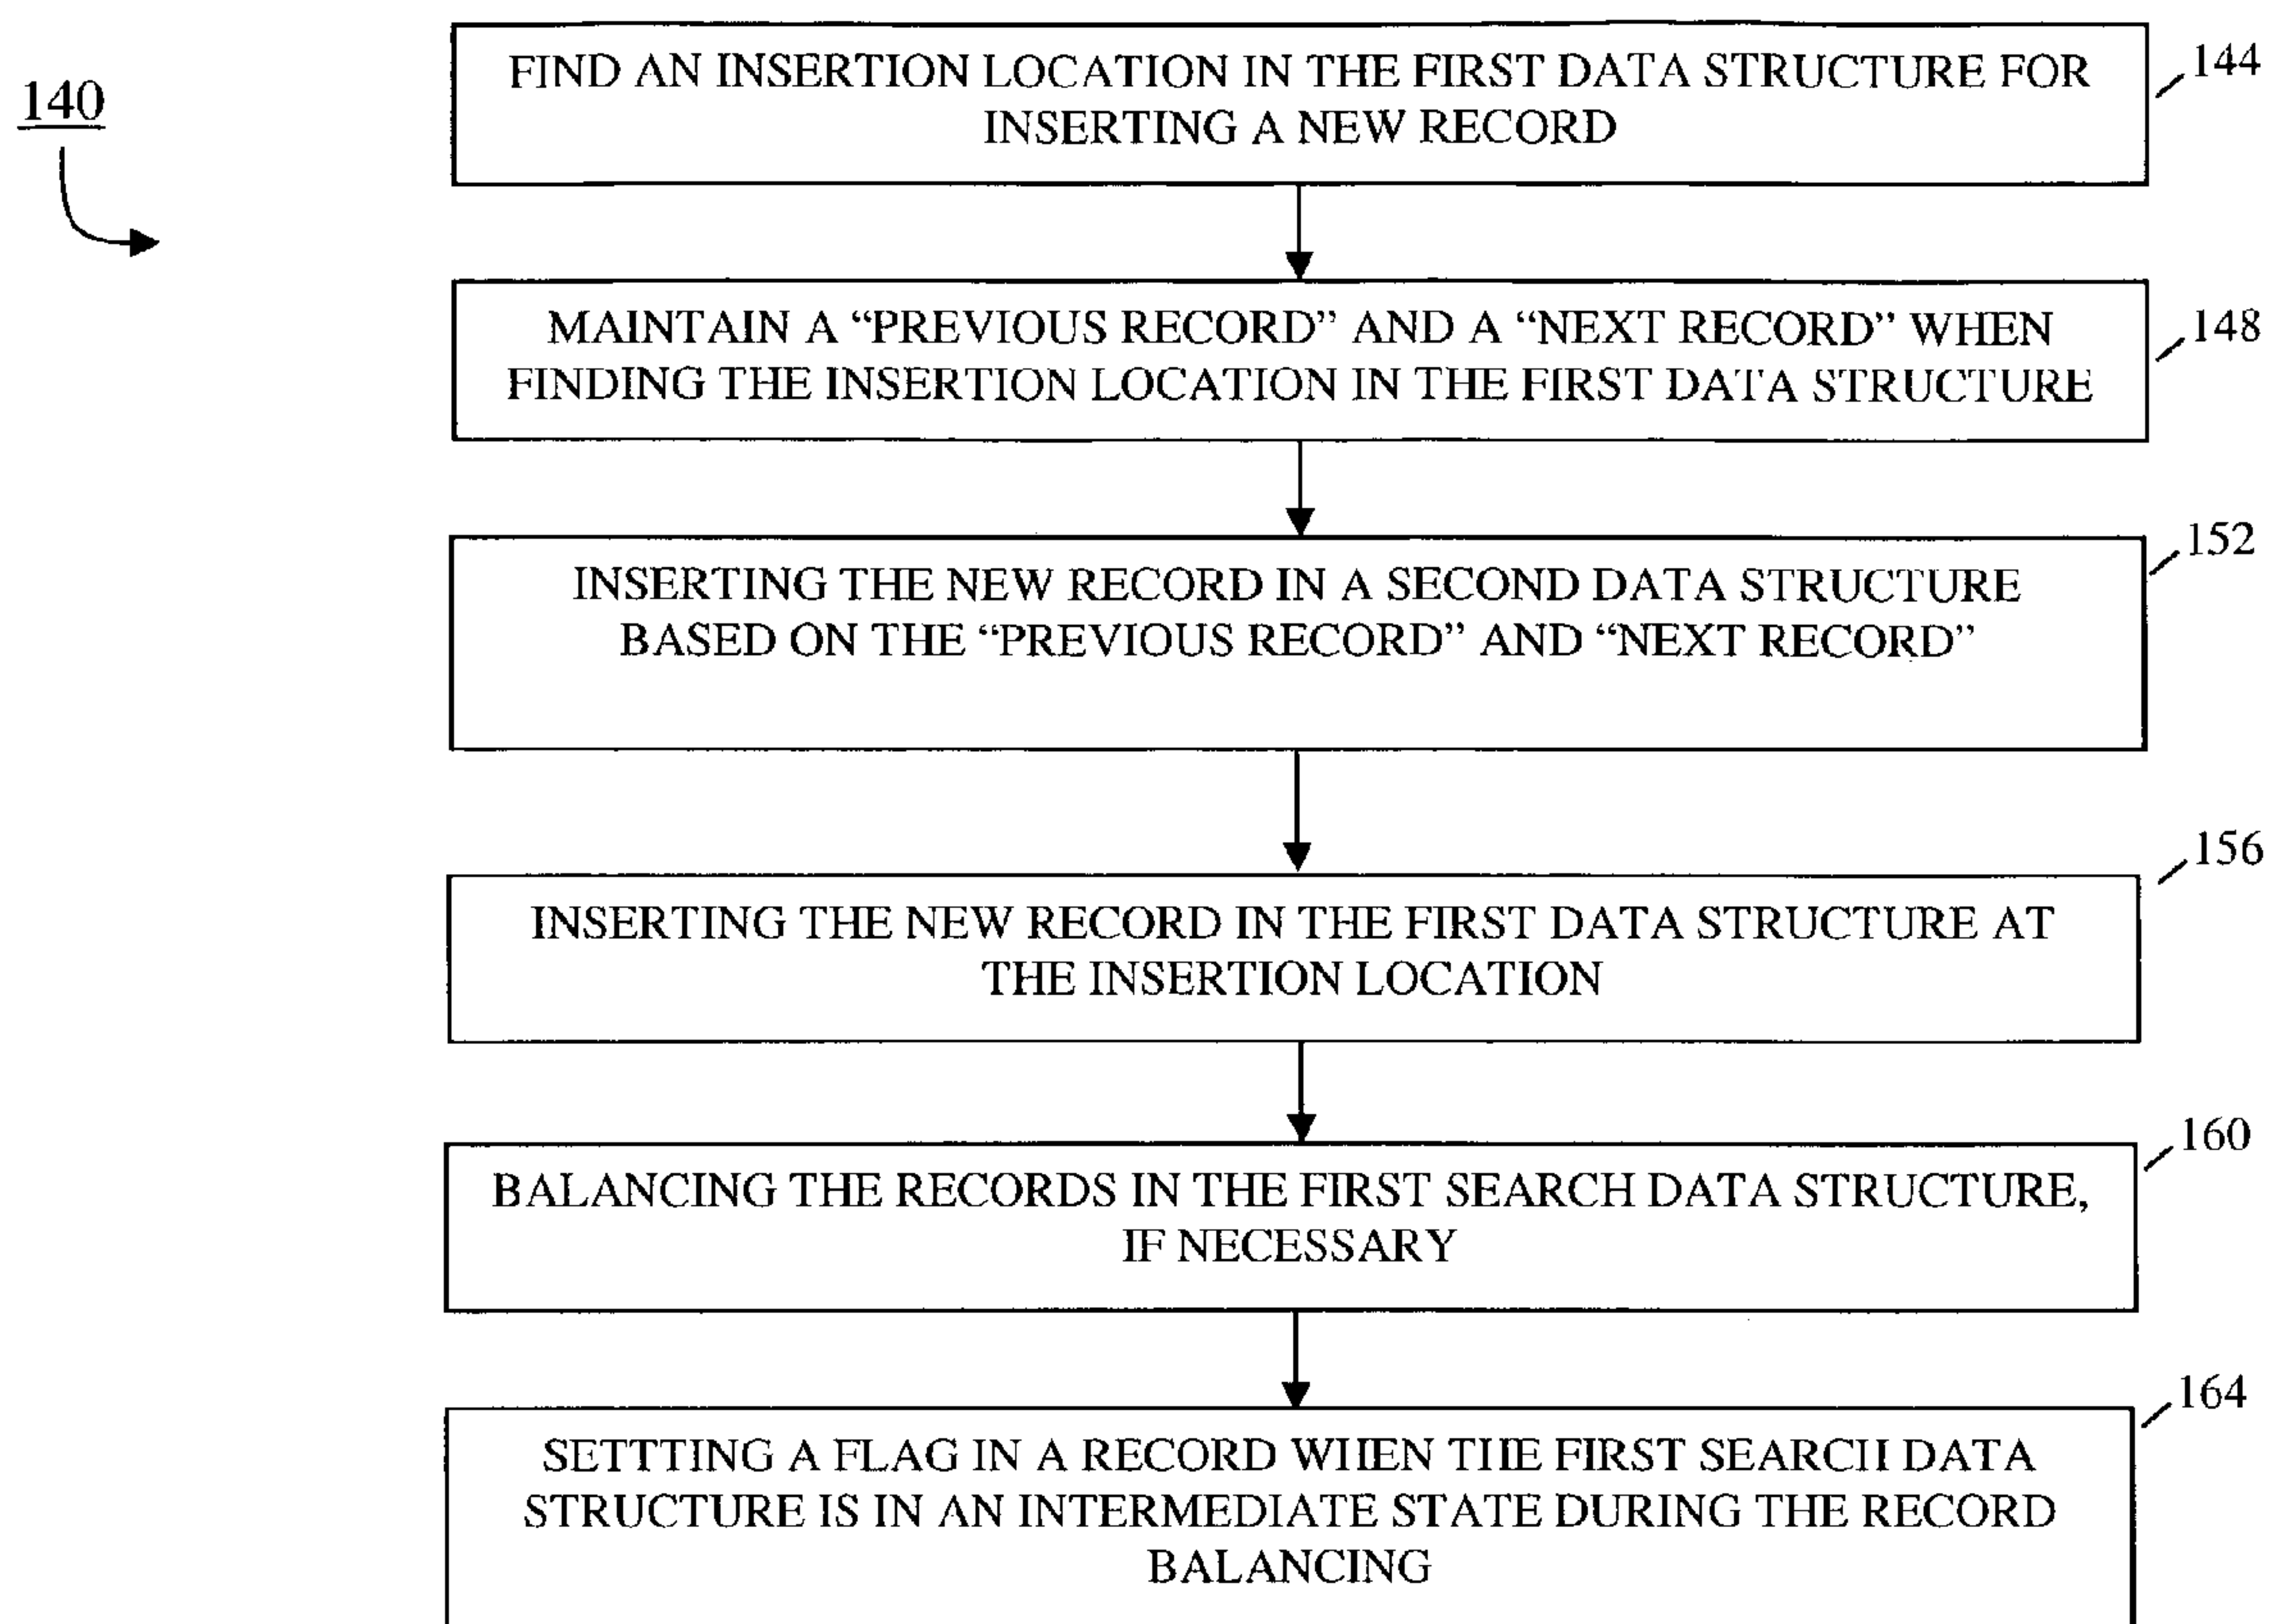 140
FIND AN INSERTION LOCATION IN THE FIRST DATA STRUCTURE FOR
INSERTING A NEW RECORD
144
MAINTAIN A “PREVIOUS RECORD” AND A “NEXT RECORD” WHEN
FINDING THE INSERTION LOCATION IN THE FIRST DATA STRUCTURE
148
INSERTING THE NEW RECORD IN A SECOND DATA STRUCTURE
BASED ON THE “PREVIOUS RECORD” AND “NEXT RECORD”
152
INSERTING THE NEW RECORD IN THE FIRST DATA STRUCTURE AT
THE INSERTION LOCATION
156
BALANCING THE RECORDS IN THE FIRST SEARCH DATA STRUCTURE,
IF NECESSARY
160
SETTTING A FLAG IN A RECORD WHEN THE FIRST SEARCH DATA
STRUCTURE IS IN AN INTERMEDIATE STATE DURING THE RECORD
BALANCING
164